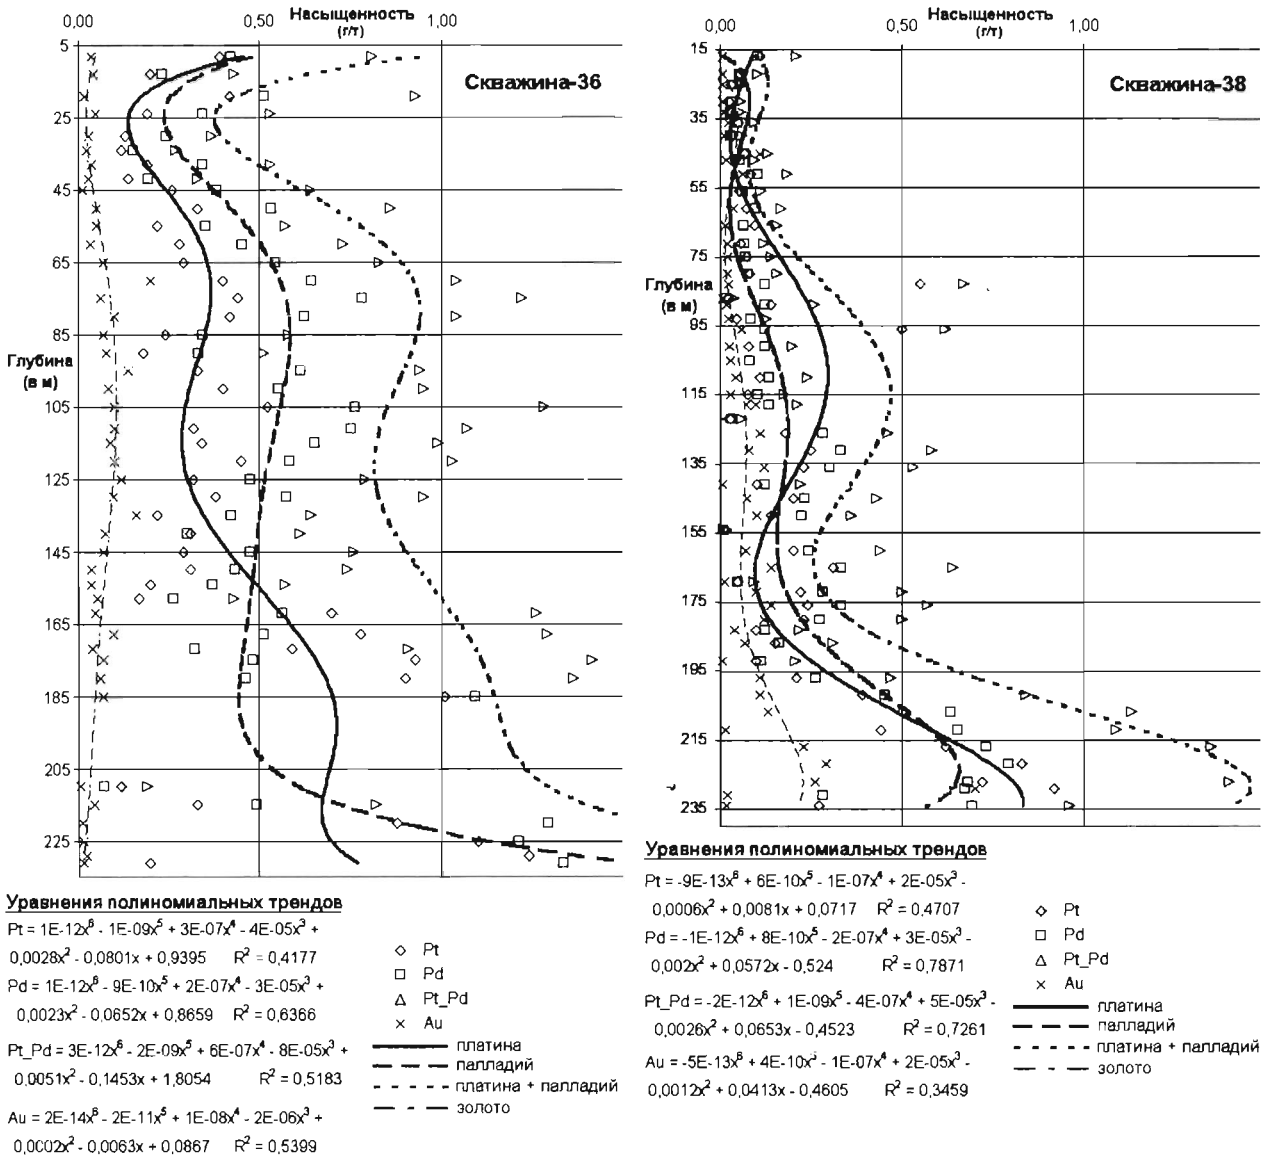 Насыщенность
(г/т)
0,00 0,50 1,00
Скважина-36
5
25
45
65
85
Глубина
(в м)
105
125
145
165
185
205
225
Уравнения полиномиальных трендов
Pt = 1E-12x⁶ - 1E-09x⁵ + 3E-07x⁴ - 4E-05x³ +
0,0028x² - 0,0801x + 0,9395 R² = 0,4177
Pd = 1E-12x⁶ - 9E-10x⁵ + 2E-07x⁴ - 3E-05x³ +
0,0023x² - 0,0652x + 0,8659 R² = 0,6366
Pt_Pd = 3E-12x⁶ - 2E-09x⁵ + 6E-07x⁴ - 8E-05x³ +
0,0051x² - 0,1453x + 1,8054 R² = 0,5183
Au = 2E-14x⁶ - 2E-11x⁵ + 1E-08x⁴ - 2E-06x³ +
0,0002x² - 0,0063x + 0,0867 R² = 0,5399
Pt
Pd
Pt_Pd
Au
платина
палладий
платина + палладий
золото
Насыщенность
(г/т)
0,00 0,50 1,00
Скважина-38
15
35
55
75
Глубина
(в м)
95
115
135
155
175
195
215
235
Уравнения полиномиальных трендов
Pt = -9E-13x⁶ + 6E-10x⁵ - 1E-07x⁴ + 2E-05x³ -
0,0006x² + 0,0081x + 0,0717 R² = 0,4707
Pd = -1E-12x⁶ + 8E-10x⁵ - 2E-07x⁴ + 3E-05x³ -
0,002x² + 0,0572x - 0,524 R² = 0,7871
Pt_Pd = -2E-12x⁶ + 1E-09x⁵ - 4E-07x⁴ + 5E-05x³ -
0,0026x² + 0,0653x - 0,4523 R² = 0,7261
Au = -5E-13x⁶ + 4E-10x⁵ - 1E-07x⁴ + 2E-05x³ -
0,0012x² + 0,0413x - 0,4605 R² = 0,3459
Pt
Pd
Pt_Pd
Au
платина
палладий
платина + палладий
золото